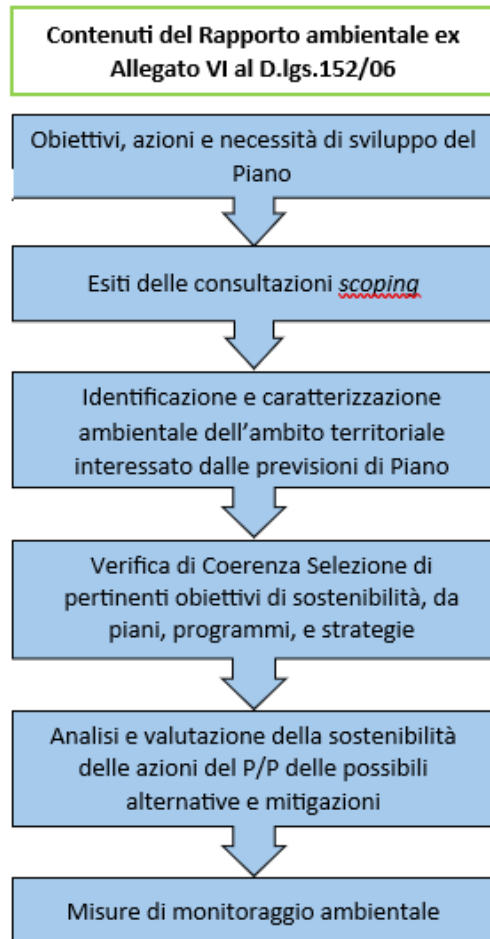 Contenuti del Rapporto ambientale ex
Allegato VI al D.lgs.152/06
Obiettivi, azioni e necessità di sviluppo del
Piano
Esiti delle consultazioni scoping
Identificazione e caratterizzazione
ambientale dell'ambito territoriale
interessato dalle previsioni di Piano
Verifica di Coerenza Selezione di
pertinenti obiettivi di sostenibilità, da
piani, programmi, e strategie
Analisi e valutazione della sostenibilità
delle azioni del P/P delle possibili
alternative e mitigazioni
Misure di monitoraggio ambientale